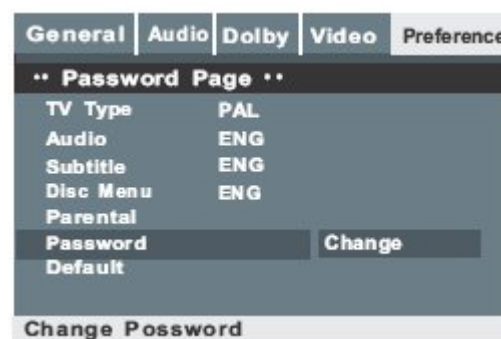 General Audio Dolby Video Preference
•• Password Page ••
TV Type PAL
Audio ENG
Subtitle ENG
Disc Menu ENG
Parental
Password Change
Default
Change Possword